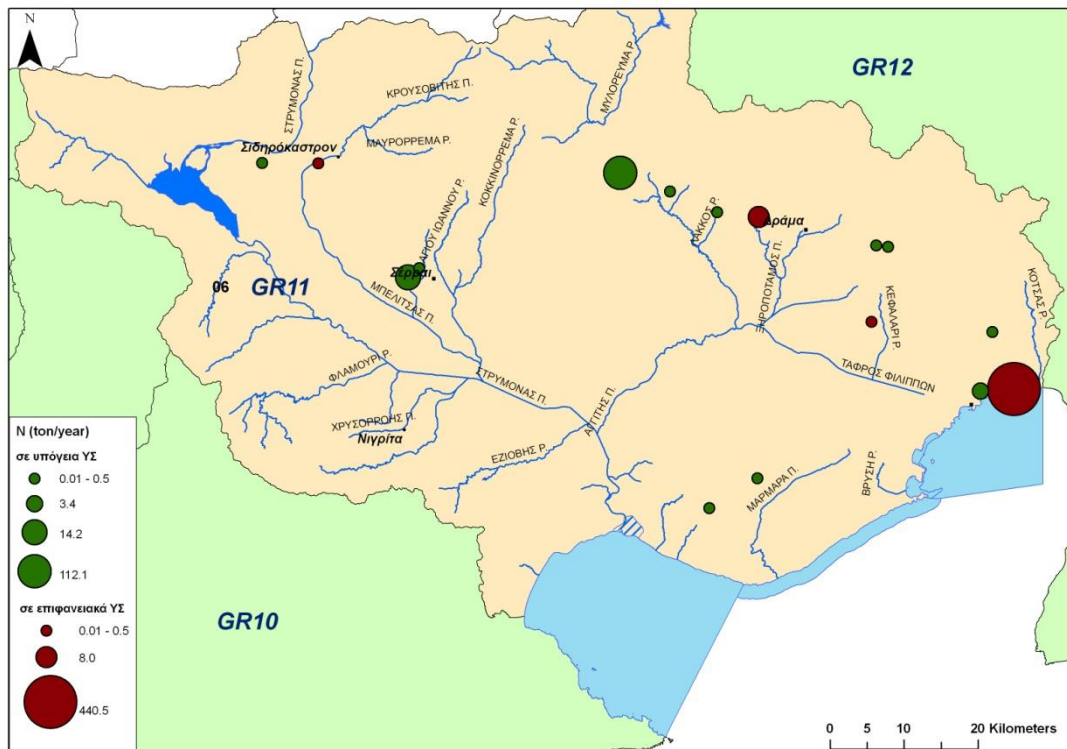 N
GR12
ΣΤΡΥΜΟΝΑΣ Π.
ΚΡΟΥΣΟΒΙΤΗΣ Π.
ΜΥΛΟΡΕΥΜΑ Ρ.
Σιδηρόκαστρον
ΜΑΥΡΟΡΡΕΜΑ Ρ.
ΚΟΚΚΙΝΟΡΡΕΜΑ Ρ.
ΑΓΙΟΥ ΙΩΑΝΝΟΥ Ρ.
ΛΑΚΚΟΣ Ρ.
Δράμα
Σέρραι
ΞΗΡΟΠΟΤΑΜΟΣ Π.
ΚΕΦΑΛΑΡΙ Ρ.
ΚΟΤΣΑΣ Ρ.
06
GR11
ΜΠΕΛΙΤΣΑΣ Π.
ΦΛΑΜΟΥΡΙ Ρ.
ΣΤΡΥΜΟΝΑΣ Π.
ΤΑΦΡΟΣ ΦΙΛΙΠΠΩΝ
ΑΓΓΙΤΗΣ Π.
ΧΡΥΣΟΡΡΟΗΣ Π.
Νιγρίτα
ΕΖΙΟΒΗΣ Ρ.
ΜΑΡΜΑΡΑ Π.
ΒΡΥΣΗ Ρ.
GR10
N (ton/year)
σε υπόγεια ΥΣ
0.01 - 0.5
3.4
14.2
112.1
σε επιφανειακά ΥΣ
0.01 - 0.5
8.0
440.5
0 5 10 20 Kilometers